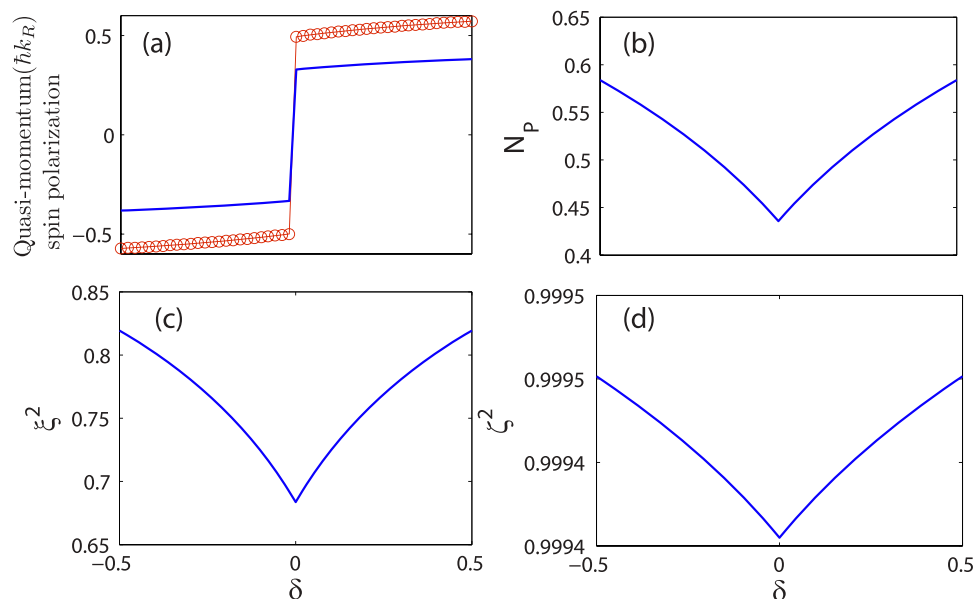 Quasi-momentum(ħk_R)
spin polarization
0.5
0
−0.5
(a)
N_P
0.65
0.6
0.55
0.5
0.45
0.4
(b)
ξ²
0.85
0.8
0.75
0.7
0.65
(c)
−0.5
0
0.5
δ
ζ²
0.9995
0.9995
0.9994
0.9994
(d)
−0.5
0
0.5
δ